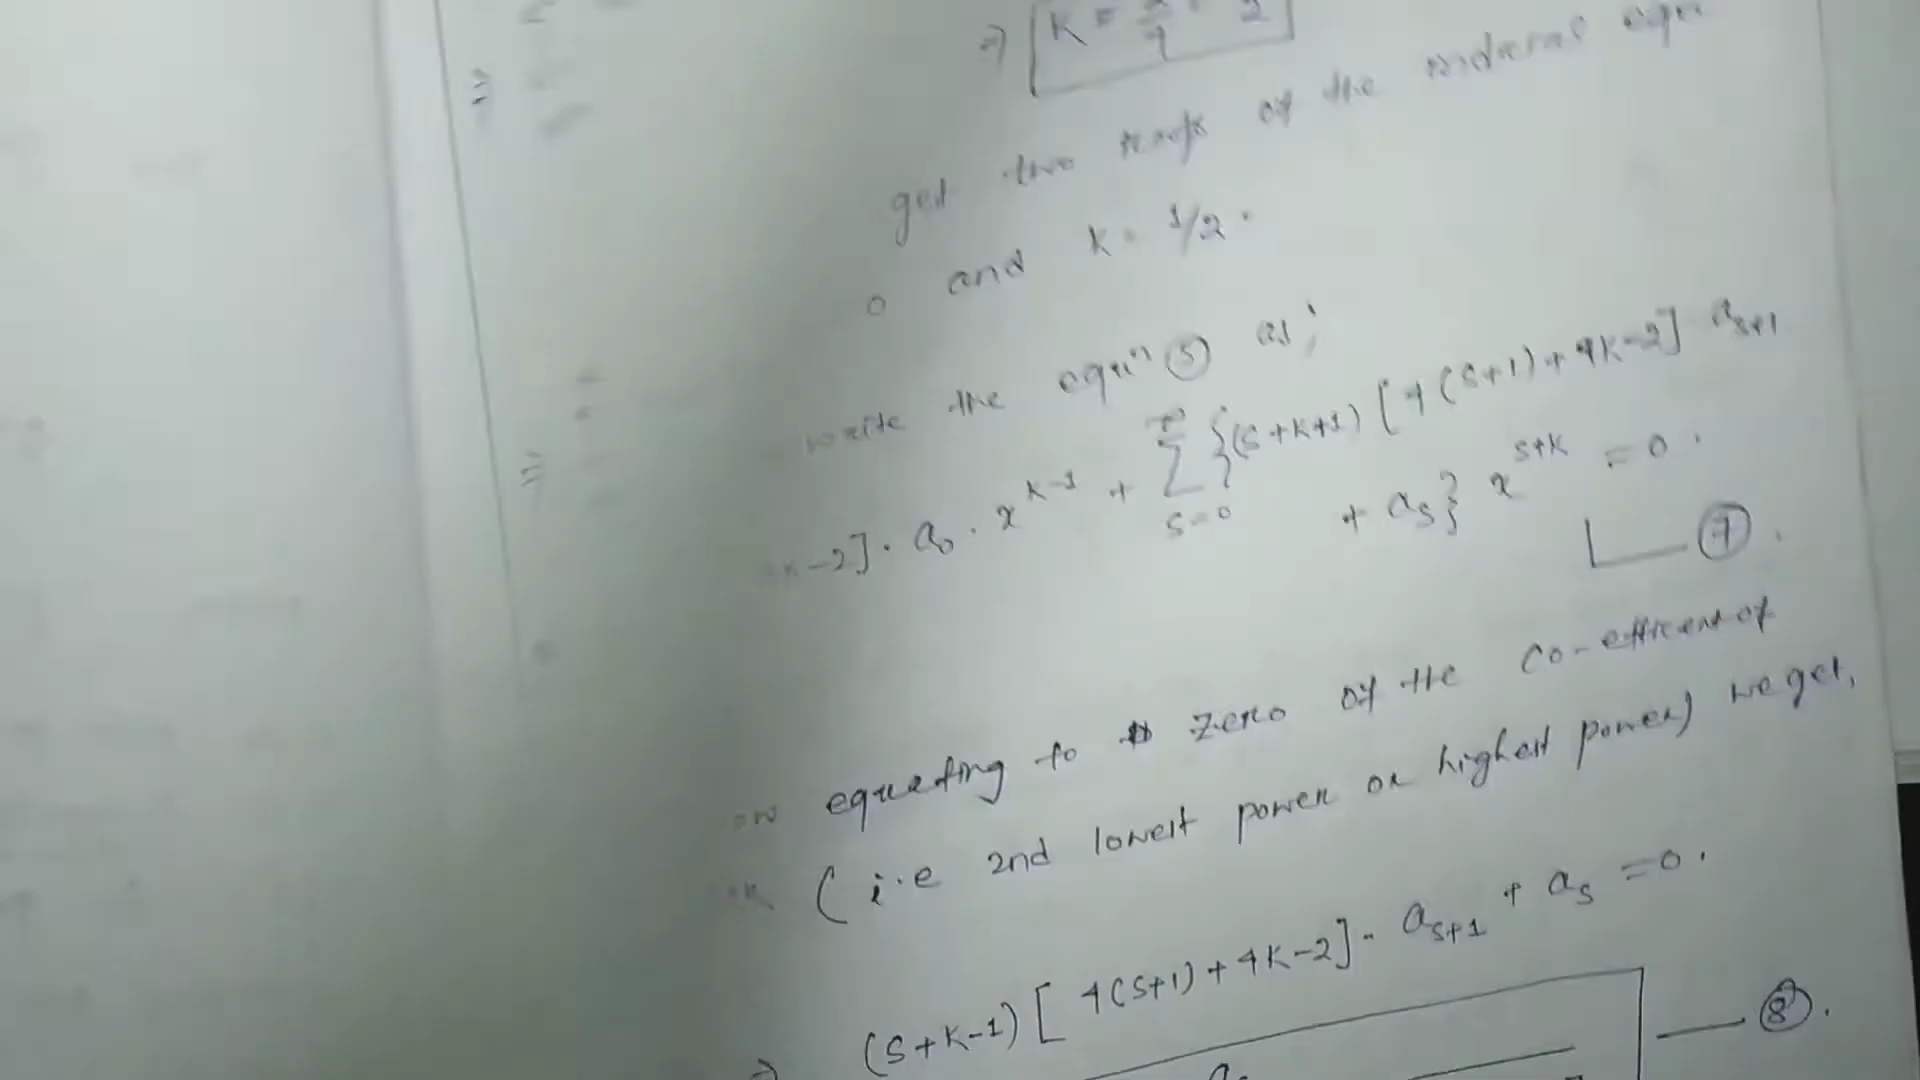 ⇒ K = 2/4 = 1/2
get two roots of the indicial eqn
0 and K = 1/2 .
write the equⁿ ⑤ as ;
K-2] . a₀ . x^{K-1} + ∑_{s=0}^{∞} {(s+K+1) [4(s+1)+4K-2] a_{s+1}
+ a_s} x^{s+K} = 0 .
⑦ .
equating to zero of the co-efficient of
K ( i.e 2nd lowest power or highest power) we get,
(s+K-1) [ 4(s+1)+4K-2] . a_{s+1} + a_s = 0 .
⇒
⑧ .